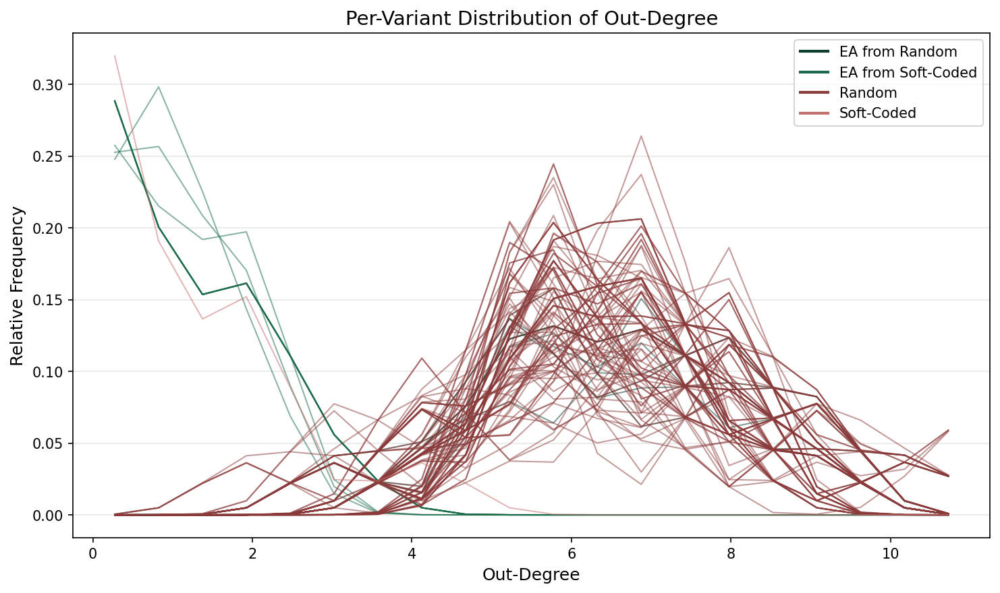 Per-Variant Distribution of Out-Degree
EA from Random
EA from Soft-Coded
Random
Soft-Coded
Relative Frequency
0.30
0.25
0.20
0.15
0.10
0.05
0.00
0 2 4 6 8 10
Out-Degree